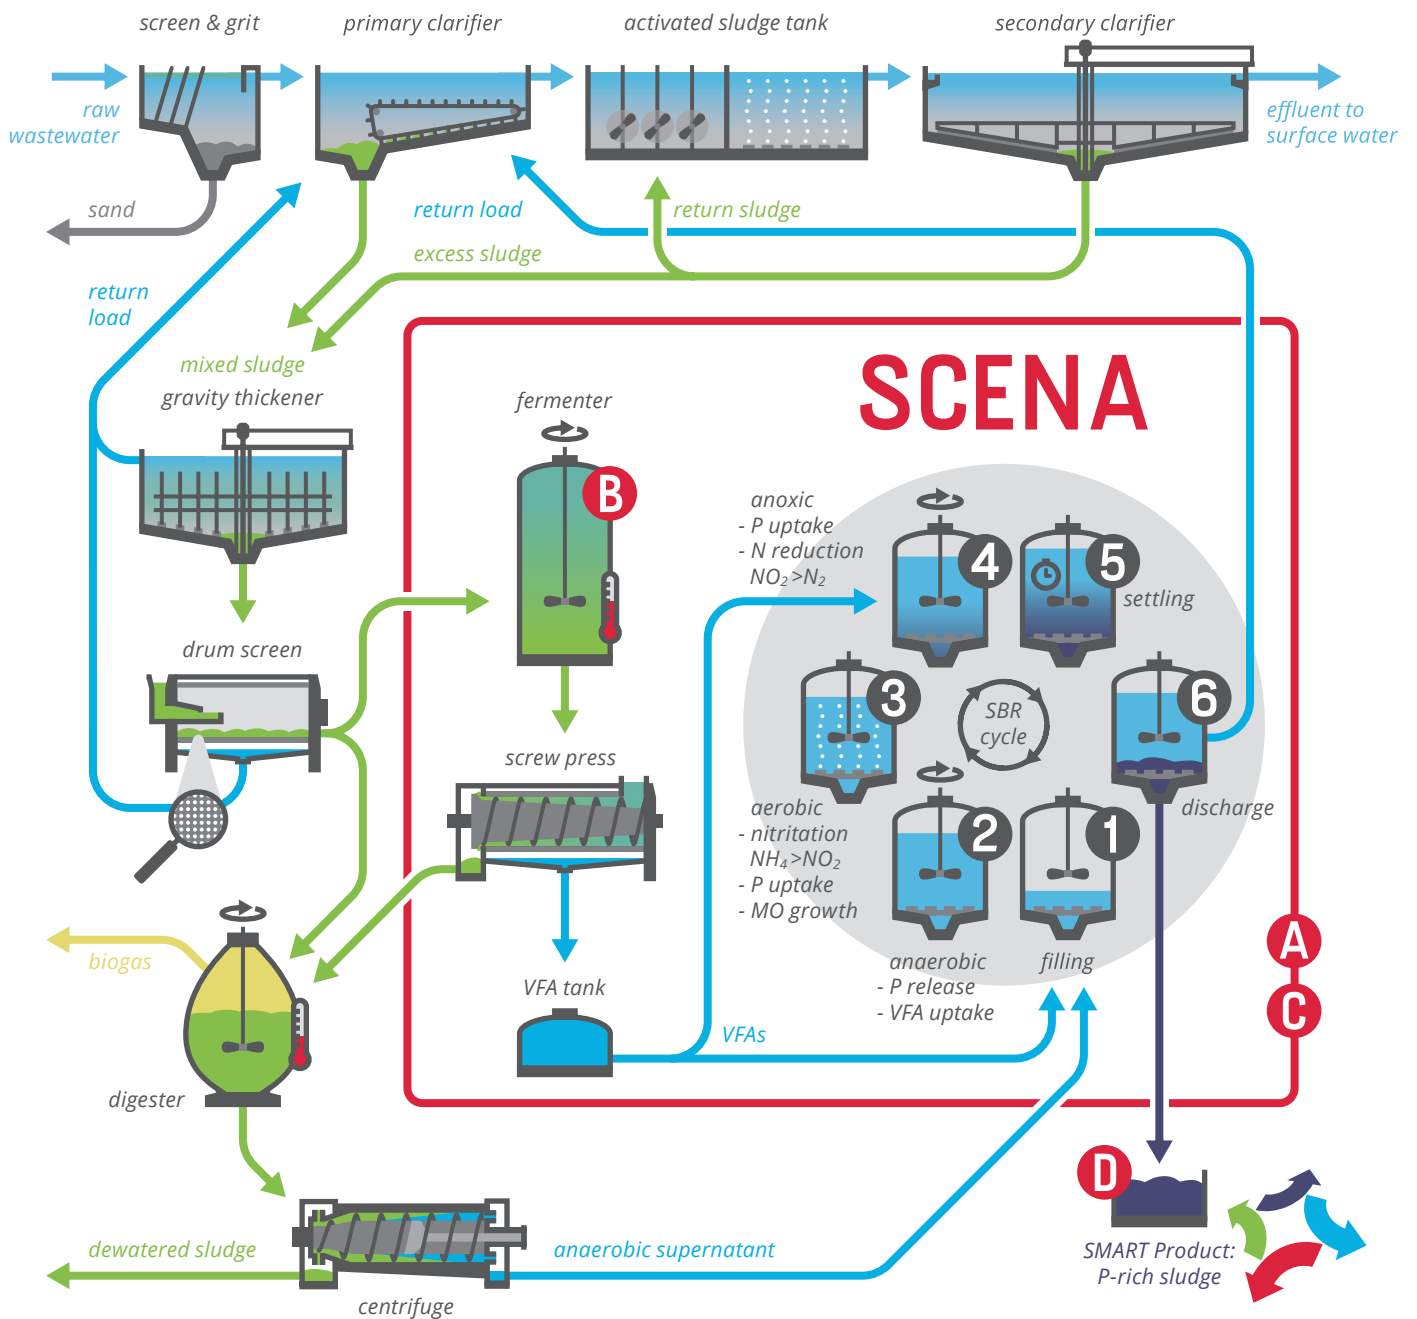 screen & grit
primary clarifier
activated sludge tank
secondary clarifier
raw
wastewater
effluent to
surface water
sand
return load
return sludge
excess sludge
return
load
mixed sludge
gravity thickener
SCENA
fermenter
B
anoxic
- P uptake
- N reduction
NO₂>N₂
4
5
settling
drum screen
3
SBR
cycle
6
screw press
discharge
aerobic
- nitritation
NH₄>NO₂
- P uptake
- MO growth
2
1
anaerobic
- P release
- VFA uptake
filling
A
C
biogas
VFA tank
VFAs
digester
D
dewatered sludge
anaerobic supernatant
SMART Product:
P-rich sludge
centrifuge